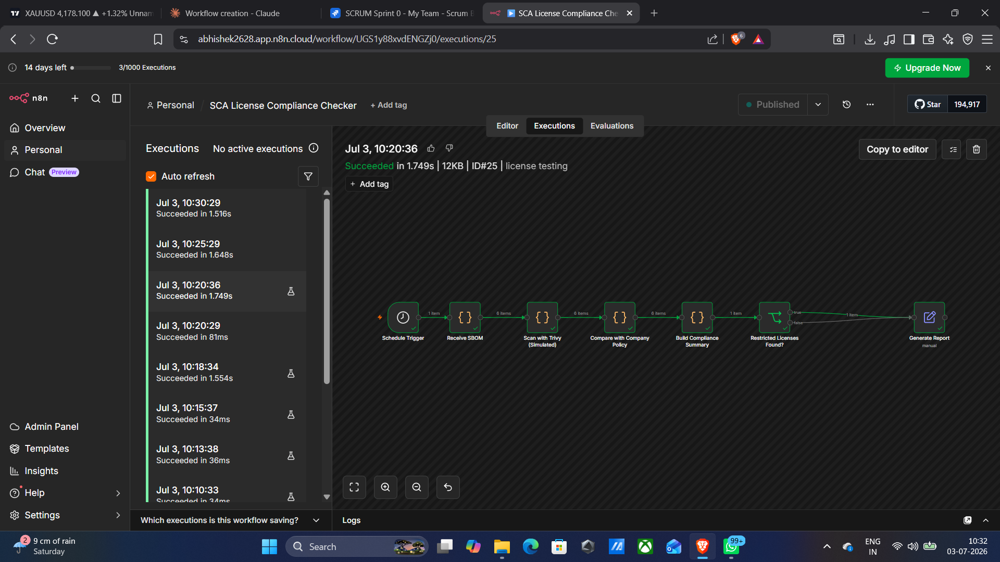 XAUUSD 4,178.100 ▲ +1.32% Unnam
Workflow creation - Claude
SCRUM Sprint 0 - My Team - Scrum B
SCA License Compliance Che
abhishek2628.app.n8n.cloud/workflow/UGS1y88xvdENGZj0/executions/25
6
14 days left
3/1000 Executions
Upgrade Now
n8n
Personal / SCA License Compliance Checker + Add tag
Published
Star 194,917
Editor Executions Evaluations
Overview
Personal
Chat Preview
Executions No active executions
Auto refresh
Jul 3, 10:30:29
Succeeded in 1.516s
Jul 3, 10:25:29
Succeeded in 1.648s
Jul 3, 10:20:36
Succeeded in 1.749s
Jul 3, 10:20:29
Succeeded in 81ms
Jul 3, 10:18:34
Succeeded in 1.554s
Jul 3, 10:15:37
Succeeded in 34ms
Jul 3, 10:13:38
Succeeded in 36ms
Jul 3, 10:10:33
Succeeded in 34ms
Which executions is this workflow saving?
Jul 3, 10:20:36
Succeeded in 1.749s | 12KB | ID#25 | license testing
+ Add tag
Copy to editor
1 item
6 items
6 items
6 items
1 item
true
false
1 item
Schedule Trigger
Receive SBOM
Scan with Trivy
(Simulated)
Compare with Company
Policy
Build Compliance
Summary
Restricted Licenses
Found?
Generate Report
manual
Logs
Admin Panel
Templates
Insights
Help
Settings
2
9 cm of rain
Saturday
Search
99+
ENG
IN
10:32
03-07-2026